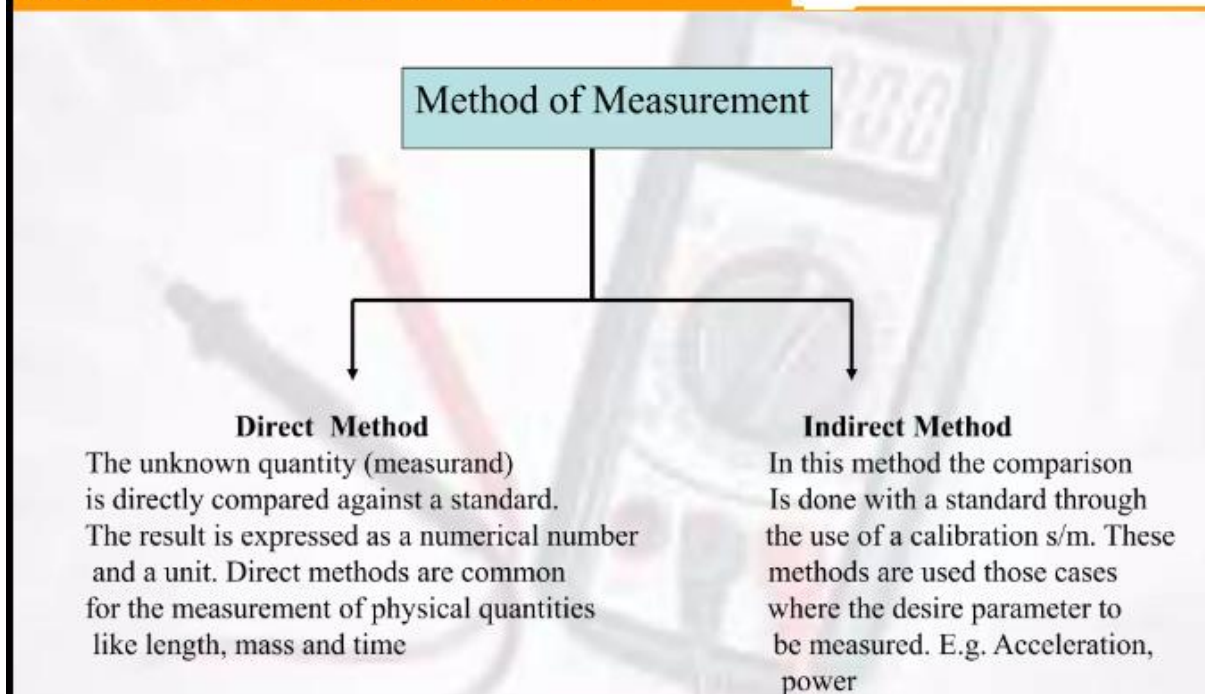 Method of Measurement
Direct Method
The unknown quantity (measurand)
is directly compared against a standard.
The result is expressed as a numerical number
and a unit. Direct methods are common
for the measurement of physical quantities
like length, mass and time
Indirect Method
In this method the comparison
Is done with a standard through
the use of a calibration s/m. These
methods are used those cases
where the desire parameter to
be measured. E.g. Acceleration,
power